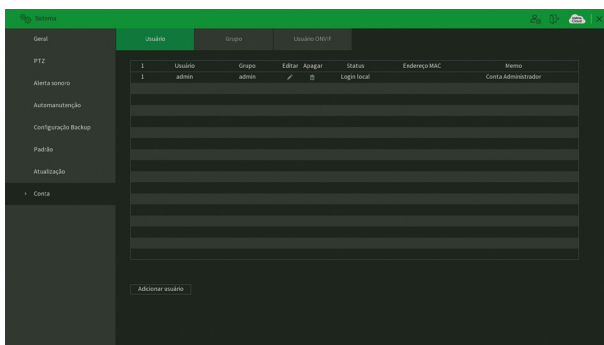 Sistema
Geral
PTZ
Alerta sonoro
Automanutenção
Configuração Backup
Padrão
Atualização
Conta
Usuário Grupo Usuário ONVIF
1 Usuário Grupo Editar Apagar Status Endereço MAC Memo
1 admin admin Login local Conta Administrador
Adicionar usuário